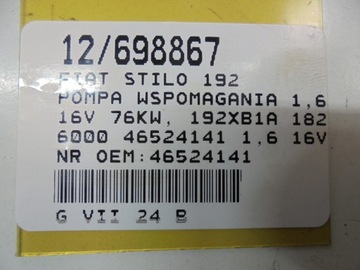 12/698867
FIAT STILO 192
POMPA WSPOMAGANIA 1,6
16V 76KW, 192XB1A 182
6000 46524141 1,6 16V
NR OEM:46524141
G VII 24 B